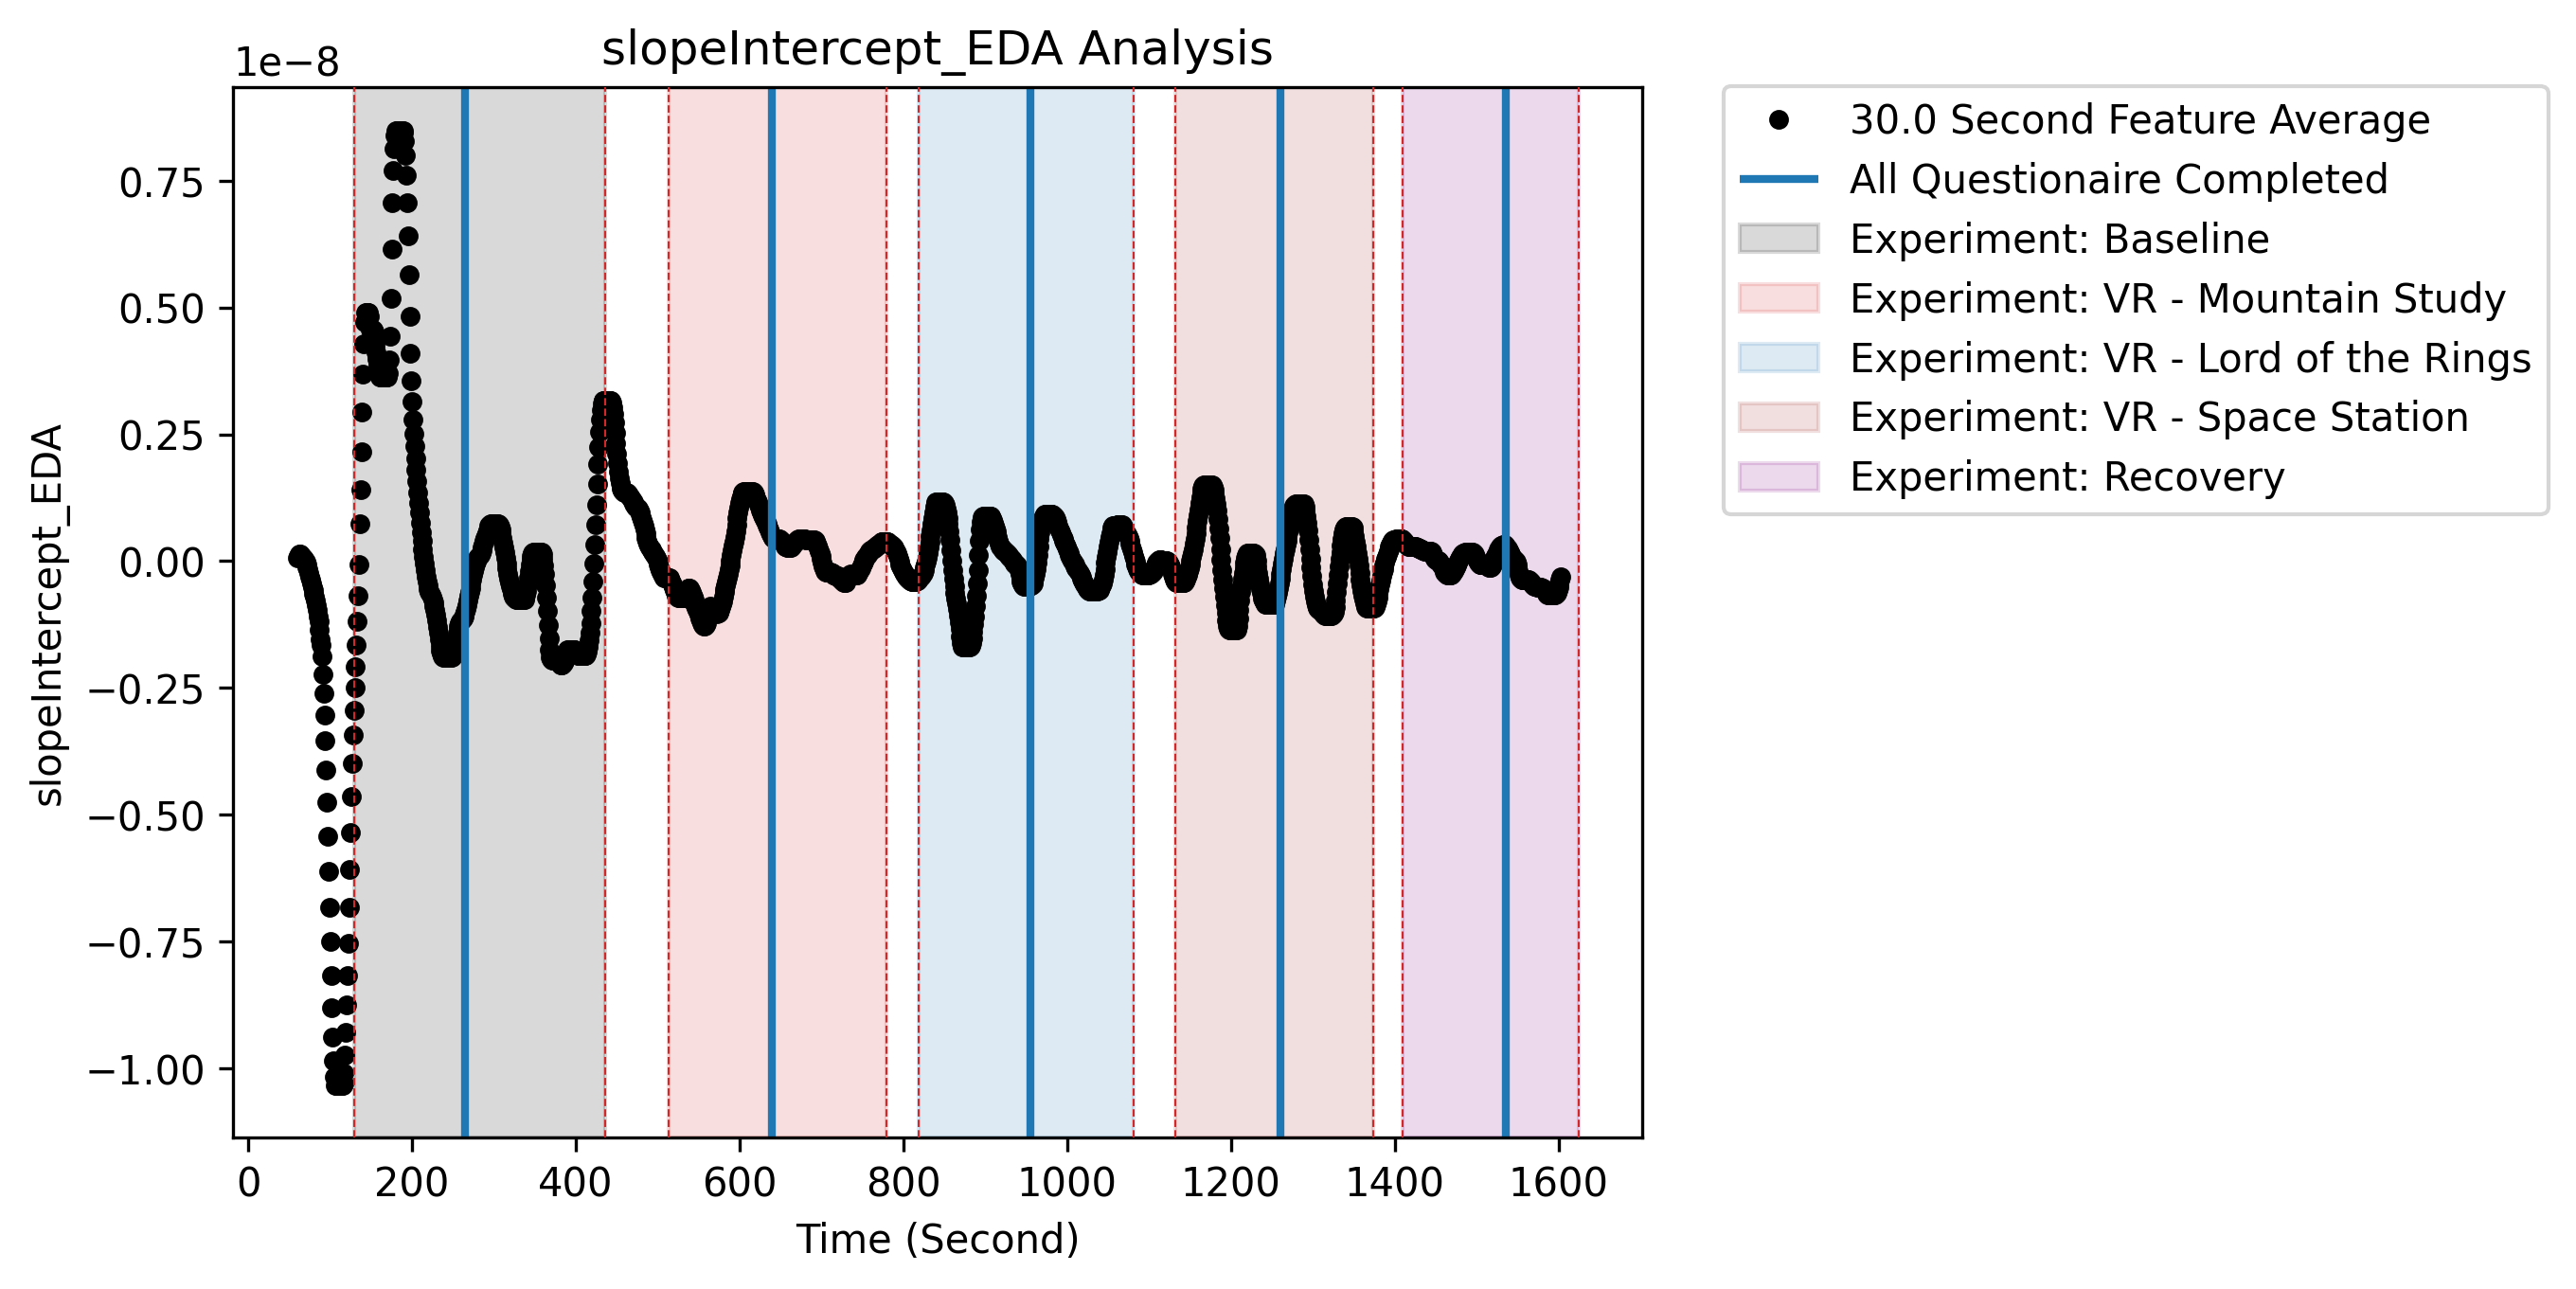 slopeIntercept_EDA Analysis
1e−8
0.75
0.50
0.25
0.00
−0.25
−0.50
−0.75
−1.00
slopeIntercept_EDA
0 200 400 600 800 1000 1200 1400 1600
Time (Second)
30.0 Second Feature Average
All Questionaire Completed
Experiment: Baseline
Experiment: VR - Mountain Study
Experiment: VR - Lord of the Rings
Experiment: VR - Space Station
Experiment: Recovery